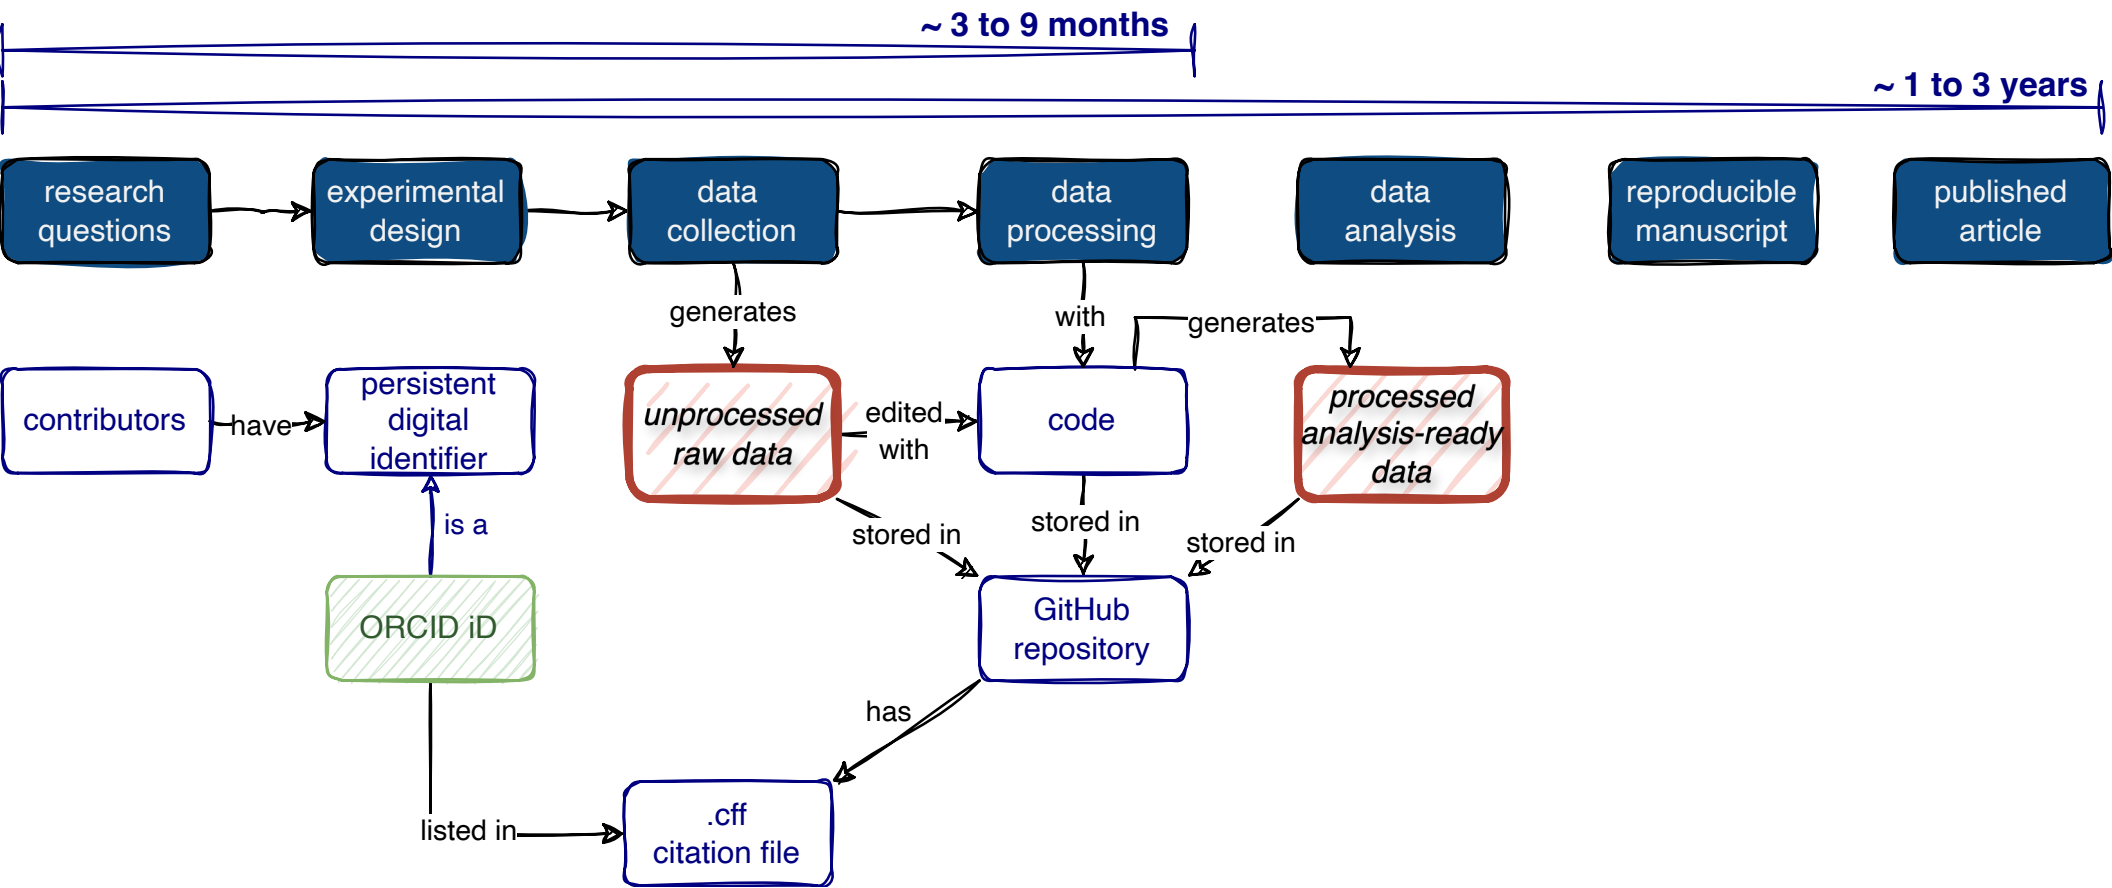 ~ 3 to 9 months
~ 1 to 3 years
research
questions
experimental
design
data
collection
data
processing
data
analysis
reproducible
manuscript
published
article
generates
with
generates
contributors
have
persistent
digital
identifier
unprocessed
raw data
edited
with
code
processed
analysis-ready
data
is a
stored in
stored in
stored in
ORCID iD
GitHub
repository
has
listed in
.cff
citation file